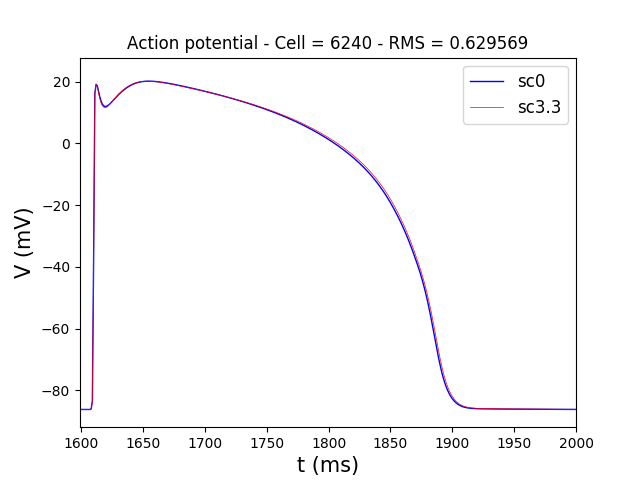 Action potential - Cell = 6240 - RMS = 0.629569
sc0
sc3.3
20
0
−20
−40
−60
−80
V (mV)
1600 1650 1700 1750 1800 1850 1900 1950 2000
t (ms)